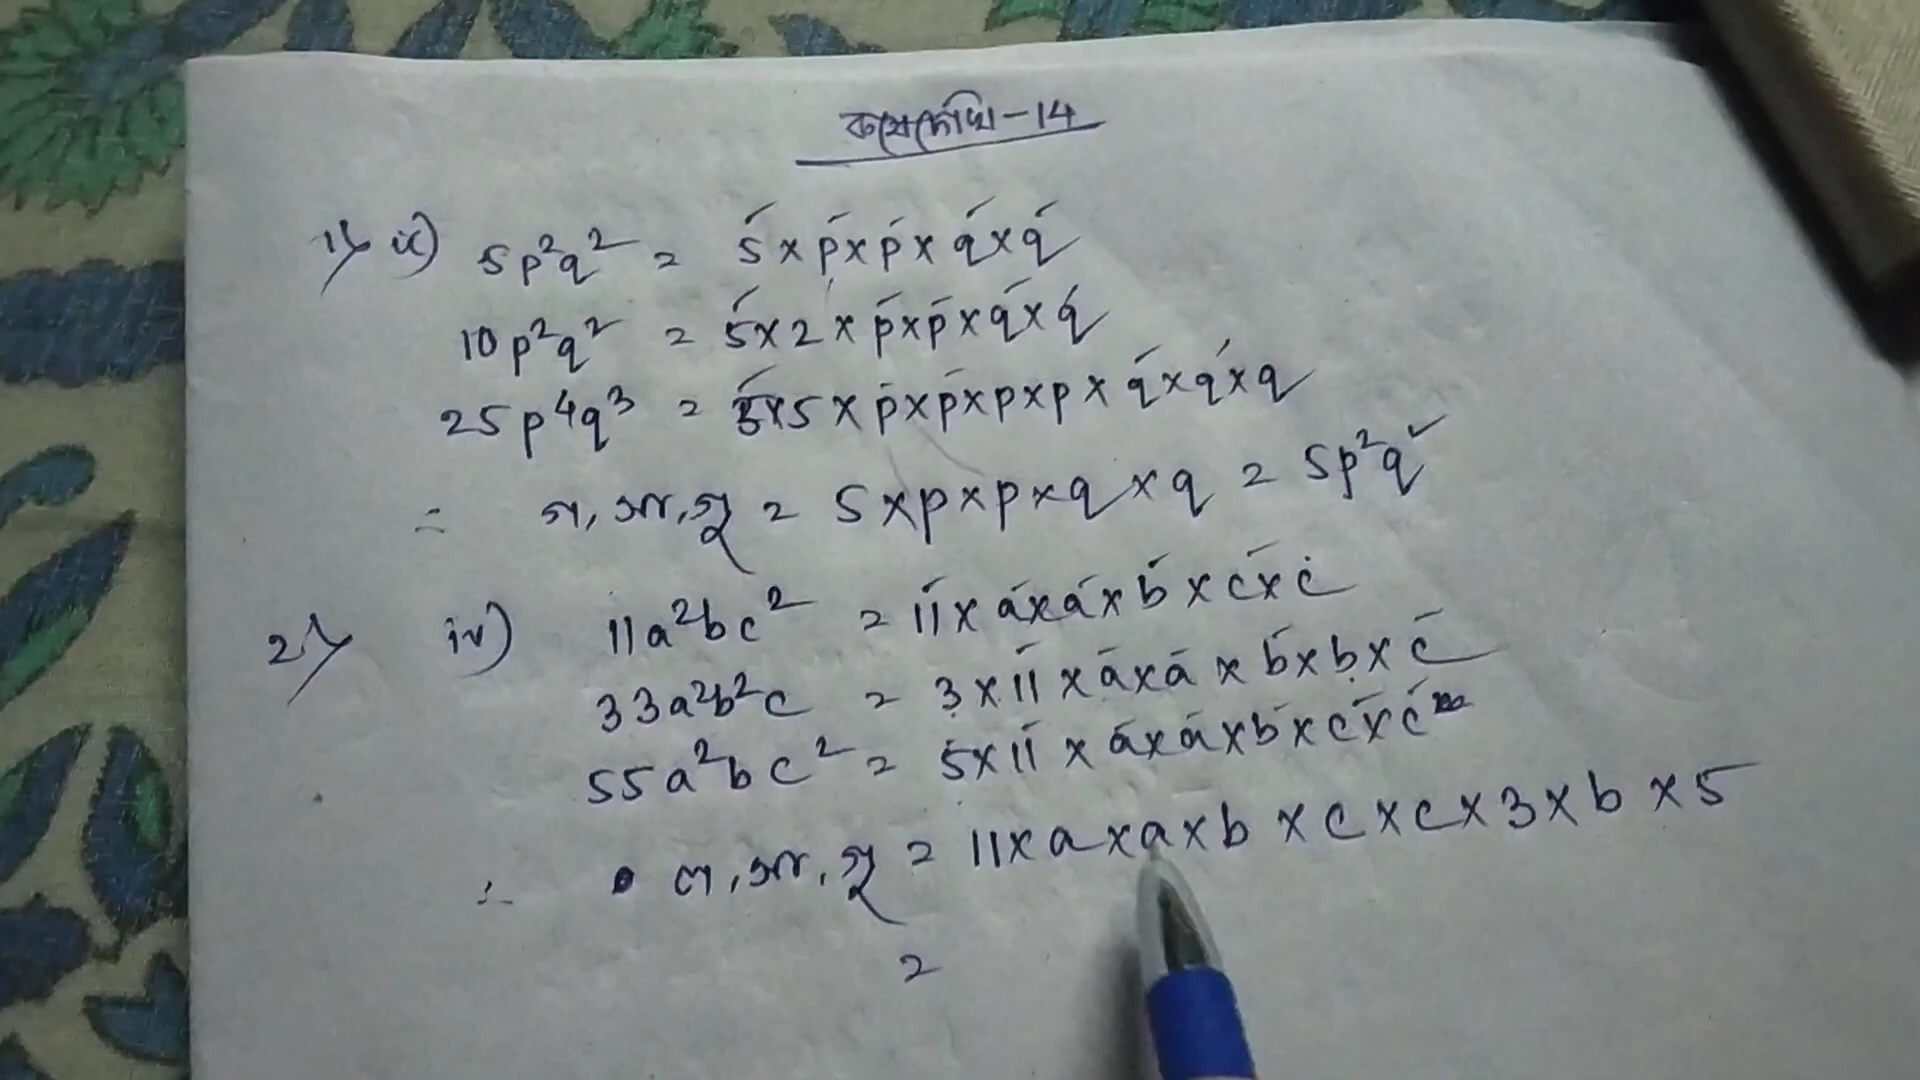 কষে দেখি - 14
1) ix) 5p²q² = 5 × p × p × q × q
10p²q² = 5 × 2 × p × p × q × q
25p⁴q³ = 5 × 5 × p × p × p × p × q × q × q
∴ গ, সা, গু = 5 × p × p × q × q = 5p²q²
2) iv) 11a²bc² = 11 × a × a × b × c × c
33a²b²c = 3 × 11 × a × a × b × b × c
55a²bc² = 5 × 11 × a × a × b × c × c
∴ ল, সা, গু = 11 × a × a × b × c × c × 3 × b × 5
=